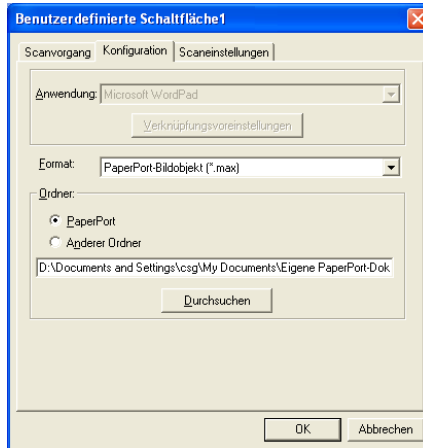 Benutzerdefinierte Schaltfläche1
Scanvorgang Konfiguration Scaneinstellungen
Anwendung: Microsoft WordPad
Verknüpfungsvoreinstellungen
Format: PaperPort-Bildobjekt (*.max)
Ordner:
PaperPort
Anderer Ordner
D:\Documents and Settings\csg\My Documents\Eigene PaperPort-Dok
Durchsuchen
OK Abbrechen